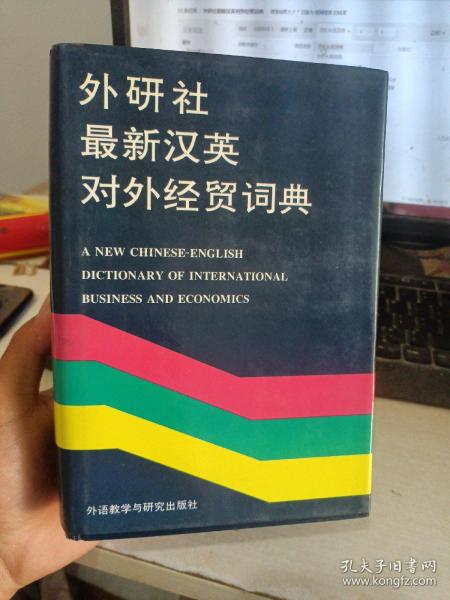 外研社
最新汉英
对外经贸词典
A NEW CHINESE-ENGLISH
DICTIONARY OF INTERNATIONAL
BUSINESS AND ECONOMICS
外语教学与研究出版社
孔夫子旧书网
www.kongfz.com